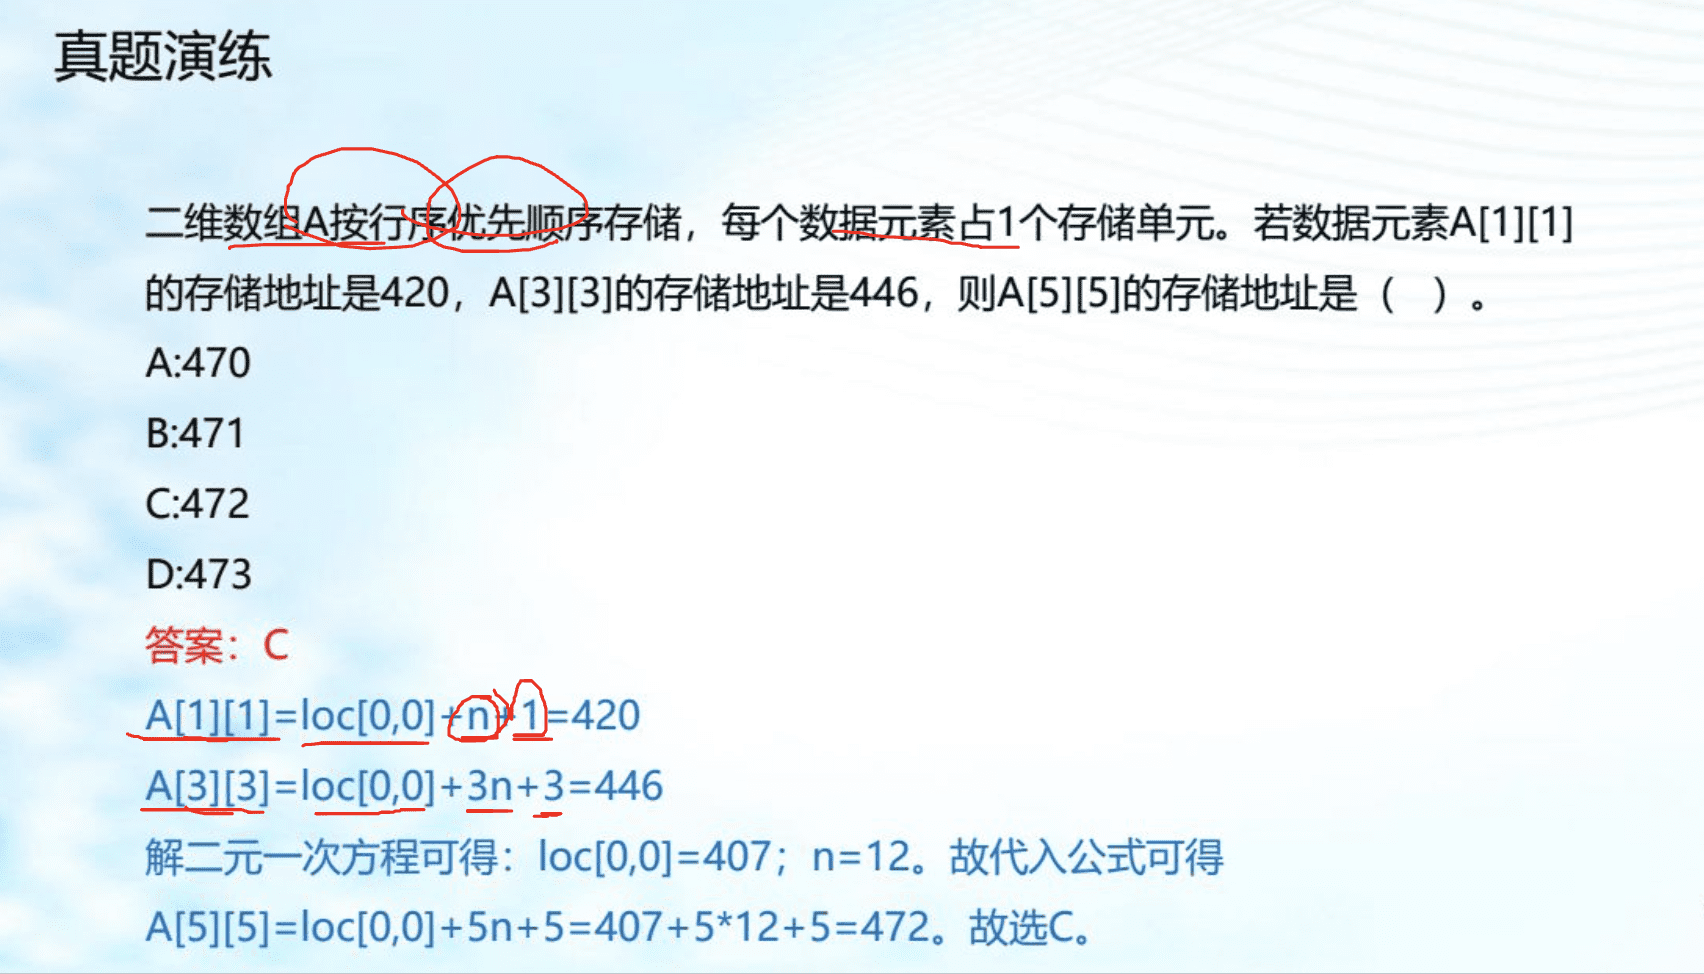 真题演练
二维数组A按行序优先顺序存储，每个数据元素占1个存储单元。若数据元素A[1][1]
的存储地址是420，A[3][3]的存储地址是446，则A[5][5]的存储地址是（　）。
A:470
B:471
C:472
D:473
答案：C
A[1][1]=loc[0,0]+n+1=420
A[3][3]=loc[0,0]+3n+3=446
解二元一次方程可得：loc[0,0]=407；n=12。故代入公式可得
A[5][5]=loc[0,0]+5n+5=407+5*12+5=472。故选C。